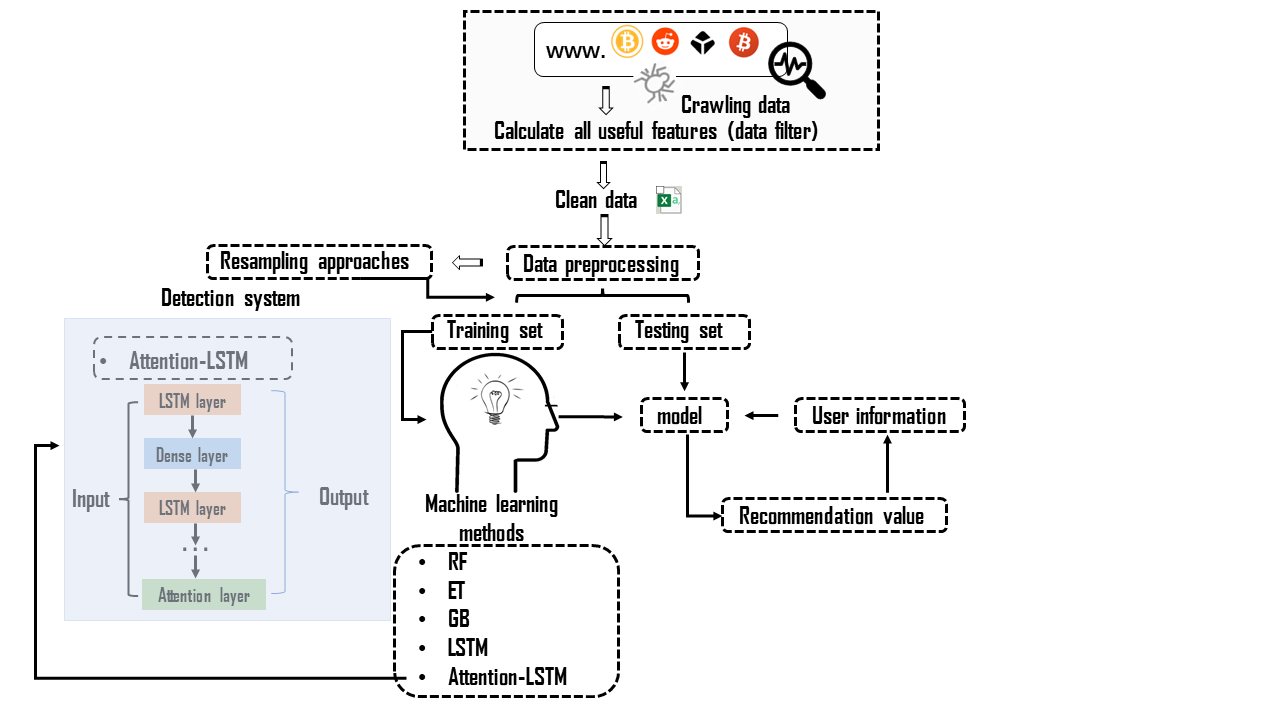 www.
Crawling data
Calculate all useful features (data filter)
Clean data
Resampling approaches
Data preprocessing
Detection system
Training set
Testing set
• Attention-LSTM
LSTM layer
Dense layer
LSTM layer
...
Attention layer
Input
Output
model
User information
Recommendation value
Machine learning
methods
• RF
• ET
• GB
• LSTM
• Attention-LSTM